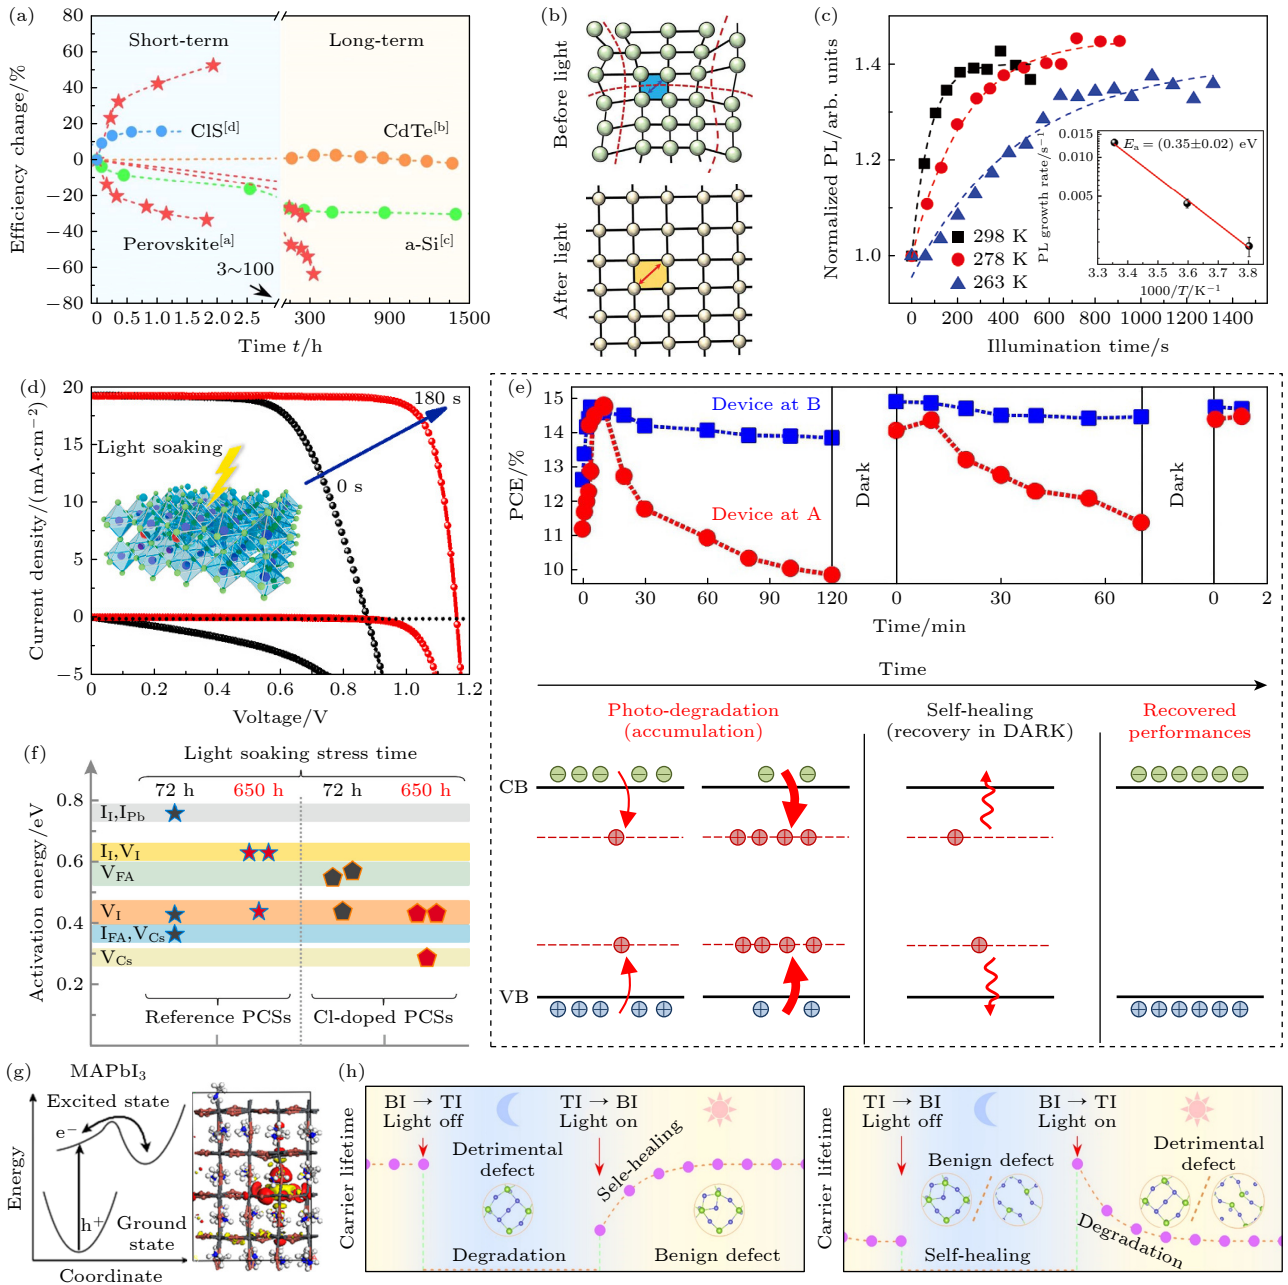 (a)
Efficiency change/%
80
60
40
20
0
−20
−40
−60
−80
Short-term
Long-term
CIS[d]
CdTe[b]
Perovskite[a]
a-Si[c]
3~100
0 0.5 1.0 2.0 2.5 300 900 1500
Time t/h
(b)
Before light
After light
(c)
Normalized PL/arb. units
1.4
1.2
1.0
298 K
278 K
263 K
0 200 400 600 800 1000 1200 1400
Illumination time/s
PL growth rate/s−1
0.015
0.010
0.005
Ea = (0.35±0.02) eV
3.3 3.4 3.5 3.6 3.7 3.8
1000/T/K−1
(d)
Current density/(mA·cm−2)
20
15
10
5
0
−5
180 s
Light soaking
0 s
0 0.2 0.4 0.6 0.8 1.0 1.2
Voltage/V
(e)
PCE/%
15
14
13
12
11
10
Device at B
Device at A
Dark
Dark
0 30 60 90 120 0 30 60 0 2
Time/min
Time
Photo-degradation
(accumulation)
Self-healing
(recovery in DARK)
Recovered
performances
CB
VB
(f)
Light soaking stress time
72 h 650 h 72 h 650 h
Activation energy/eV
0.8
0.6
0.4
0.2
II,IPb
II,VI
VFA
VI
IFA,VCs
VCs
Reference PCSs
Cl-doped PCSs
(g)
MAPbI3
Excited state
e−
h+
Ground
state
Energy
Coordinate
(h)
Carrier lifetime
BI → TI
Light off
TI → BI
Light on
Detrimental
defect
Sele-healing
Degradation
Benign defect
Carrier lifetime
TI → BI
Light off
BI → TI
Light on
Benign defect
Detrimental
defect
Self-healing
Degradation